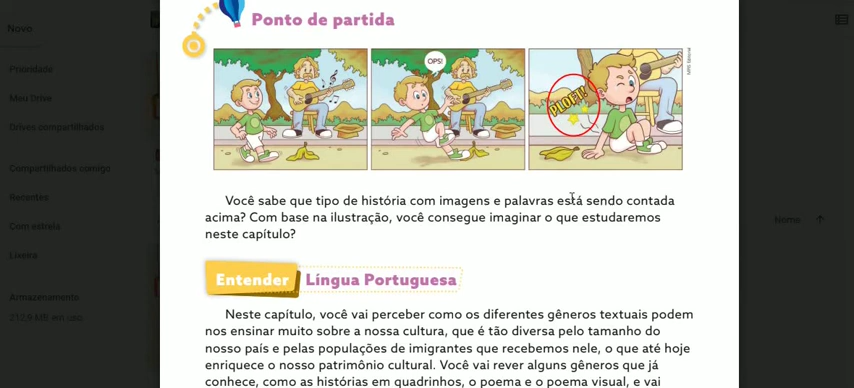 Novo
Prioridade
Meu Drive
Drives compartilhados
Compartilhados comigo
Recentes
Com estrela
Lixeira
Armazenamento
212,9 MB em uso
Nome
Ponto de partida
OPS!
PLOFT!
Você sabe que tipo de história com imagens e palavras está sendo contada
acima? Com base na ilustração, você consegue imaginar o que estudaremos
neste capítulo?
Entender Língua Portuguesa
Neste capítulo, você vai perceber como os diferentes gêneros textuais podem
nos ensinar muito sobre a nossa cultura, que é tão diversa pelo tamanho do
nosso país e pelas populações de imigrantes que recebemos nele, o que até hoje
enriquece o nosso patrimônio cultural. Você vai rever alguns gêneros que já
conhece, como as histórias em quadrinhos, o poema e o poema visual, e vai